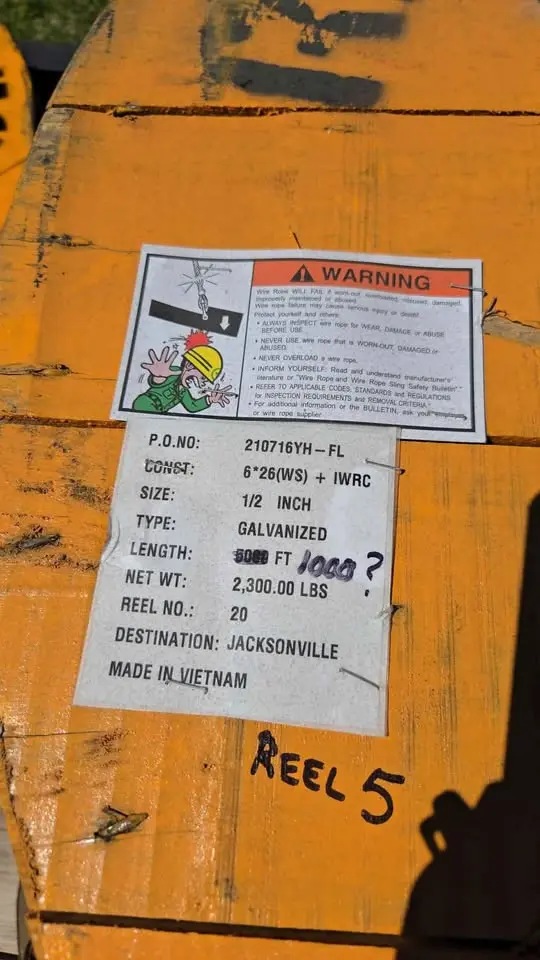 WARNING
Wire Rope WILL FAIL if worn-out, overloaded, misused, damaged,
improperly maintained or abused.
Wire rope failure may cause serious injury or death!
Protect yourself and others:
• ALWAYS INSPECT wire rope for WEAR, DAMAGE or ABUSE
BEFORE USE.
• NEVER USE wire rope that is WORN-OUT, DAMAGED or
ABUSED.
• NEVER OVERLOAD a wire rope.
• INFORM YOURSELF: Read and understand manufacturer's
literature or "Wire Rope and Wire Rope Sling Safety Bulletin."
• REFER TO APPLICABLE CODES, STANDARDS and REGULATIONS
for INSPECTION REQUIREMENTS and REMOVAL CRITERIA.
• For additional information or the BULLETIN, ask your employer
or wire rope supplier.
P.O.NO: 210716YH-FL
CONST: 6*26(WS) + IWRC
SIZE: 1/2 INCH
TYPE: GALVANIZED
LENGTH: 5000 FT 1000?
NET WT: 2,300.00 LBS
REEL NO.: 20
DESTINATION: JACKSONVILLE
MADE IN VIETNAM
REEL 5